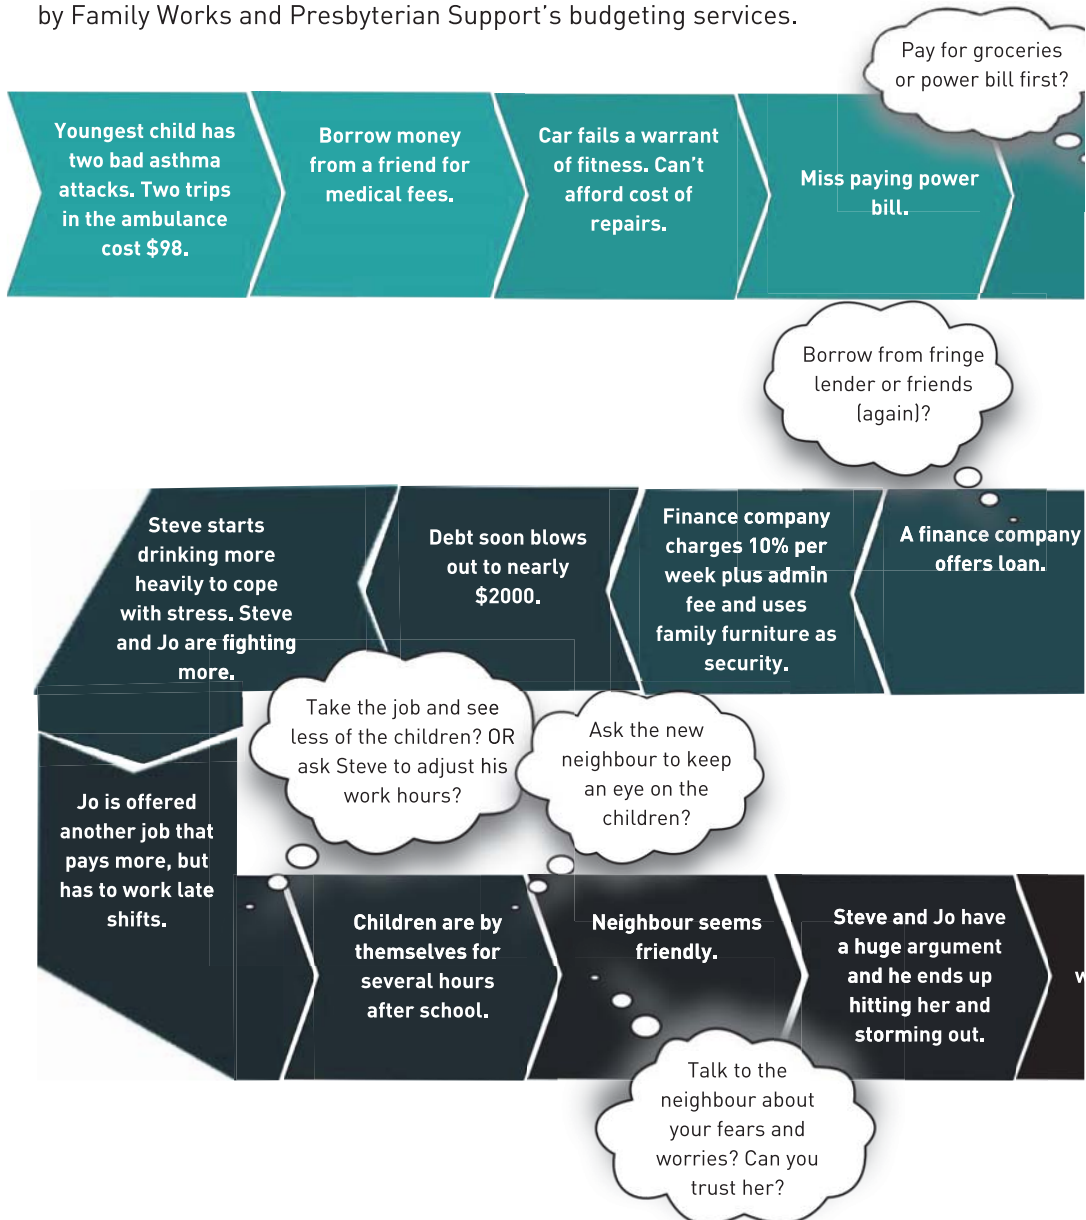 by Family Works and Presbyterian Support's budgeting services.
Pay for groceries
or power bill first?
Youngest child has
two bad asthma
attacks. Two trips
in the ambulance
cost $98.
Borrow money
from a friend for
medical fees.
Car fails a warrant
of fitness. Can't
afford cost of
repairs.
Miss paying power
bill.
Borrow from fringe
lender or friends
(again)?
A finance company
offers loan.
Finance company
charges 10% per
week plus admin
fee and uses
family furniture as
security.
Debt soon blows
out to nearly
$2000.
Steve starts
drinking more
heavily to cope
with stress. Steve
and Jo are fighting
more.
Jo is offered
another job that
pays more, but
has to work late
shifts.
Take the job and see
less of the children? OR
ask Steve to adjust his
work hours?
Children are by
themselves for
several hours
after school.
Ask the new
neighbour to keep
an eye on the
children?
Neighbour seems
friendly.
Talk to the
neighbour about
your fears and
worries? Can you
trust her?
Steve and Jo have
a huge argument
and he ends up
hitting her and
storming out.